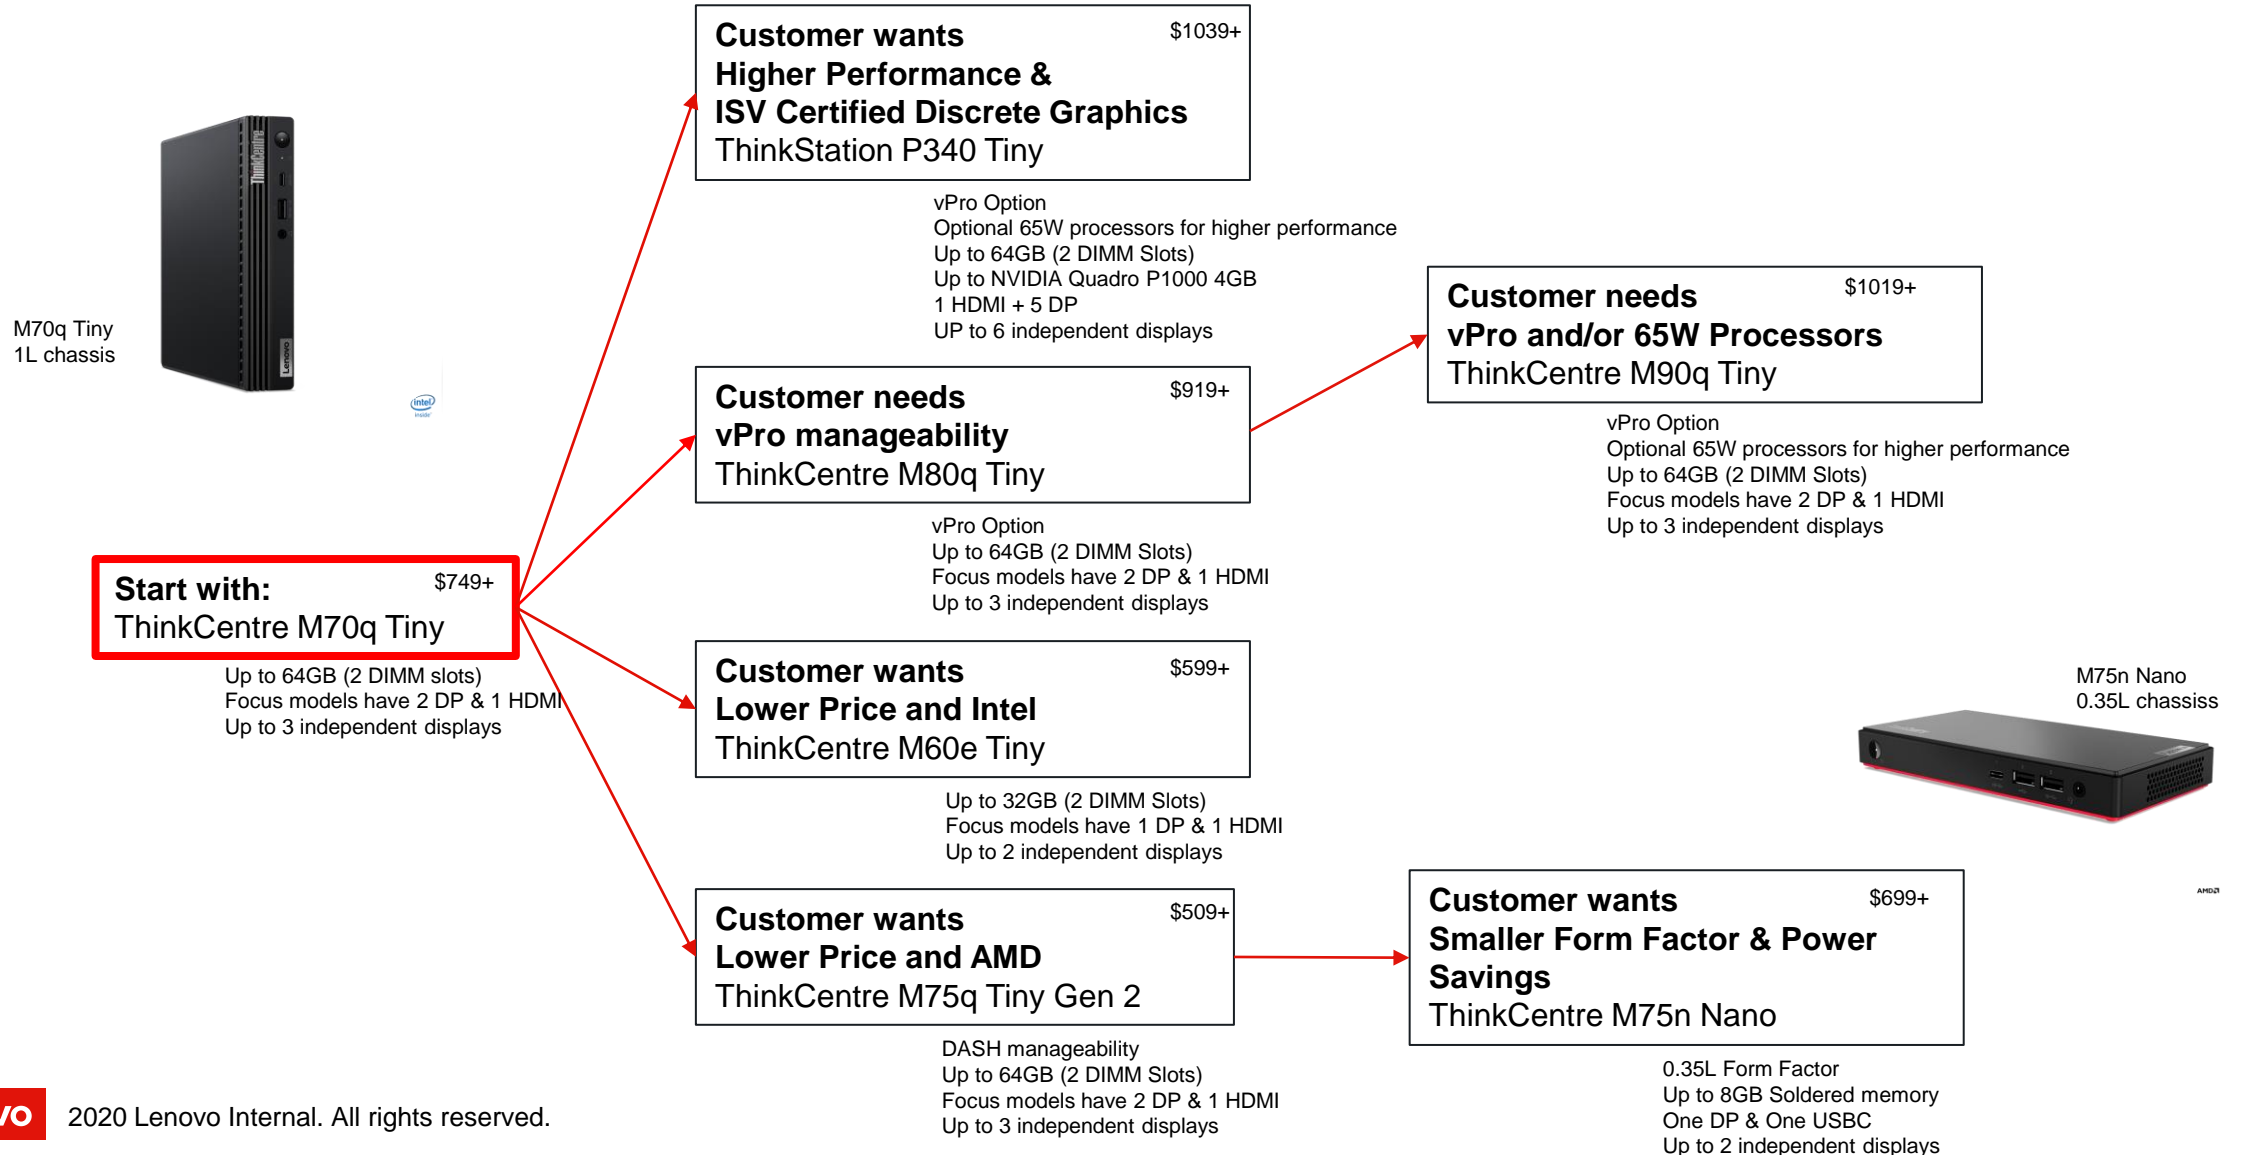 Customer wants $1039+
Higher Performance &
ISV Certified Discrete Graphics
ThinkStation P340 Tiny
vPro Option
Optional 65W processors for higher performance
Up to 64GB (2 DIMM Slots)
Up to NVIDIA Quadro P1000 4GB
1 HDMI + 5 DP
UP to 6 independent displays
ThinkCentre
Lenovo
M70q Tiny
1L chassis
intel
inside
Customer needs $1019+
vPro and/or 65W Processors
ThinkCentre M90q Tiny
vPro Option
Optional 65W processors for higher performance
Up to 64GB (2 DIMM Slots)
Focus models have 2 DP & 1 HDMI
Up to 3 independent displays
Customer needs $919+
vPro manageability
ThinkCentre M80q Tiny
vPro Option
Up to 64GB (2 DIMM Slots)
Focus models have 2 DP & 1 HDMI
Up to 3 independent displays
Start with: $749+
ThinkCentre M70q Tiny
Up to 64GB (2 DIMM slots)
Focus models have 2 DP & 1 HDMI
Up to 3 independent displays
Customer wants $599+
Lower Price and Intel
ThinkCentre M60e Tiny
Up to 32GB (2 DIMM Slots)
Focus models have 1 DP & 1 HDMI
Up to 2 independent displays
M75n Nano
0.35L chassiss
AMD
Customer wants $509+
Lower Price and AMD
ThinkCentre M75q Tiny Gen 2
DASH manageability
Up to 64GB (2 DIMM Slots)
Focus models have 2 DP & 1 HDMI
Up to 3 independent displays
Customer wants $699+
Smaller Form Factor & Power
Savings
ThinkCentre M75n Nano
0.35L Form Factor
Up to 8GB Soldered memory
One DP & One USBC
Up to 2 independent displays
VO
2020 Lenovo Internal. All rights reserved.